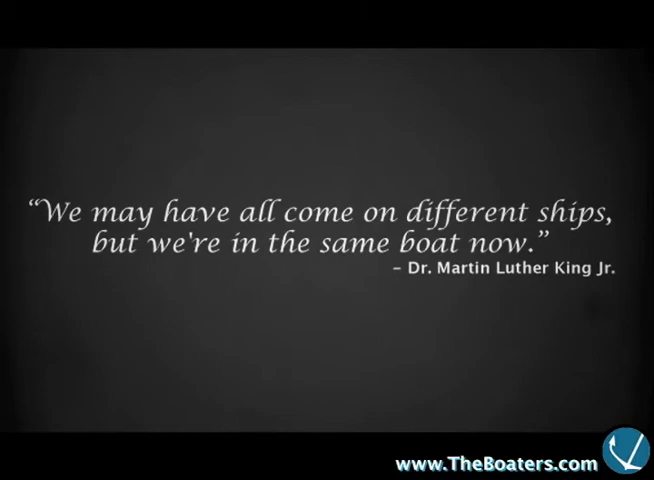 “We may have all come on different ships,
but we're in the same boat now.”
– Dr. Martin Luther King Jr.
www.TheBoaters.com